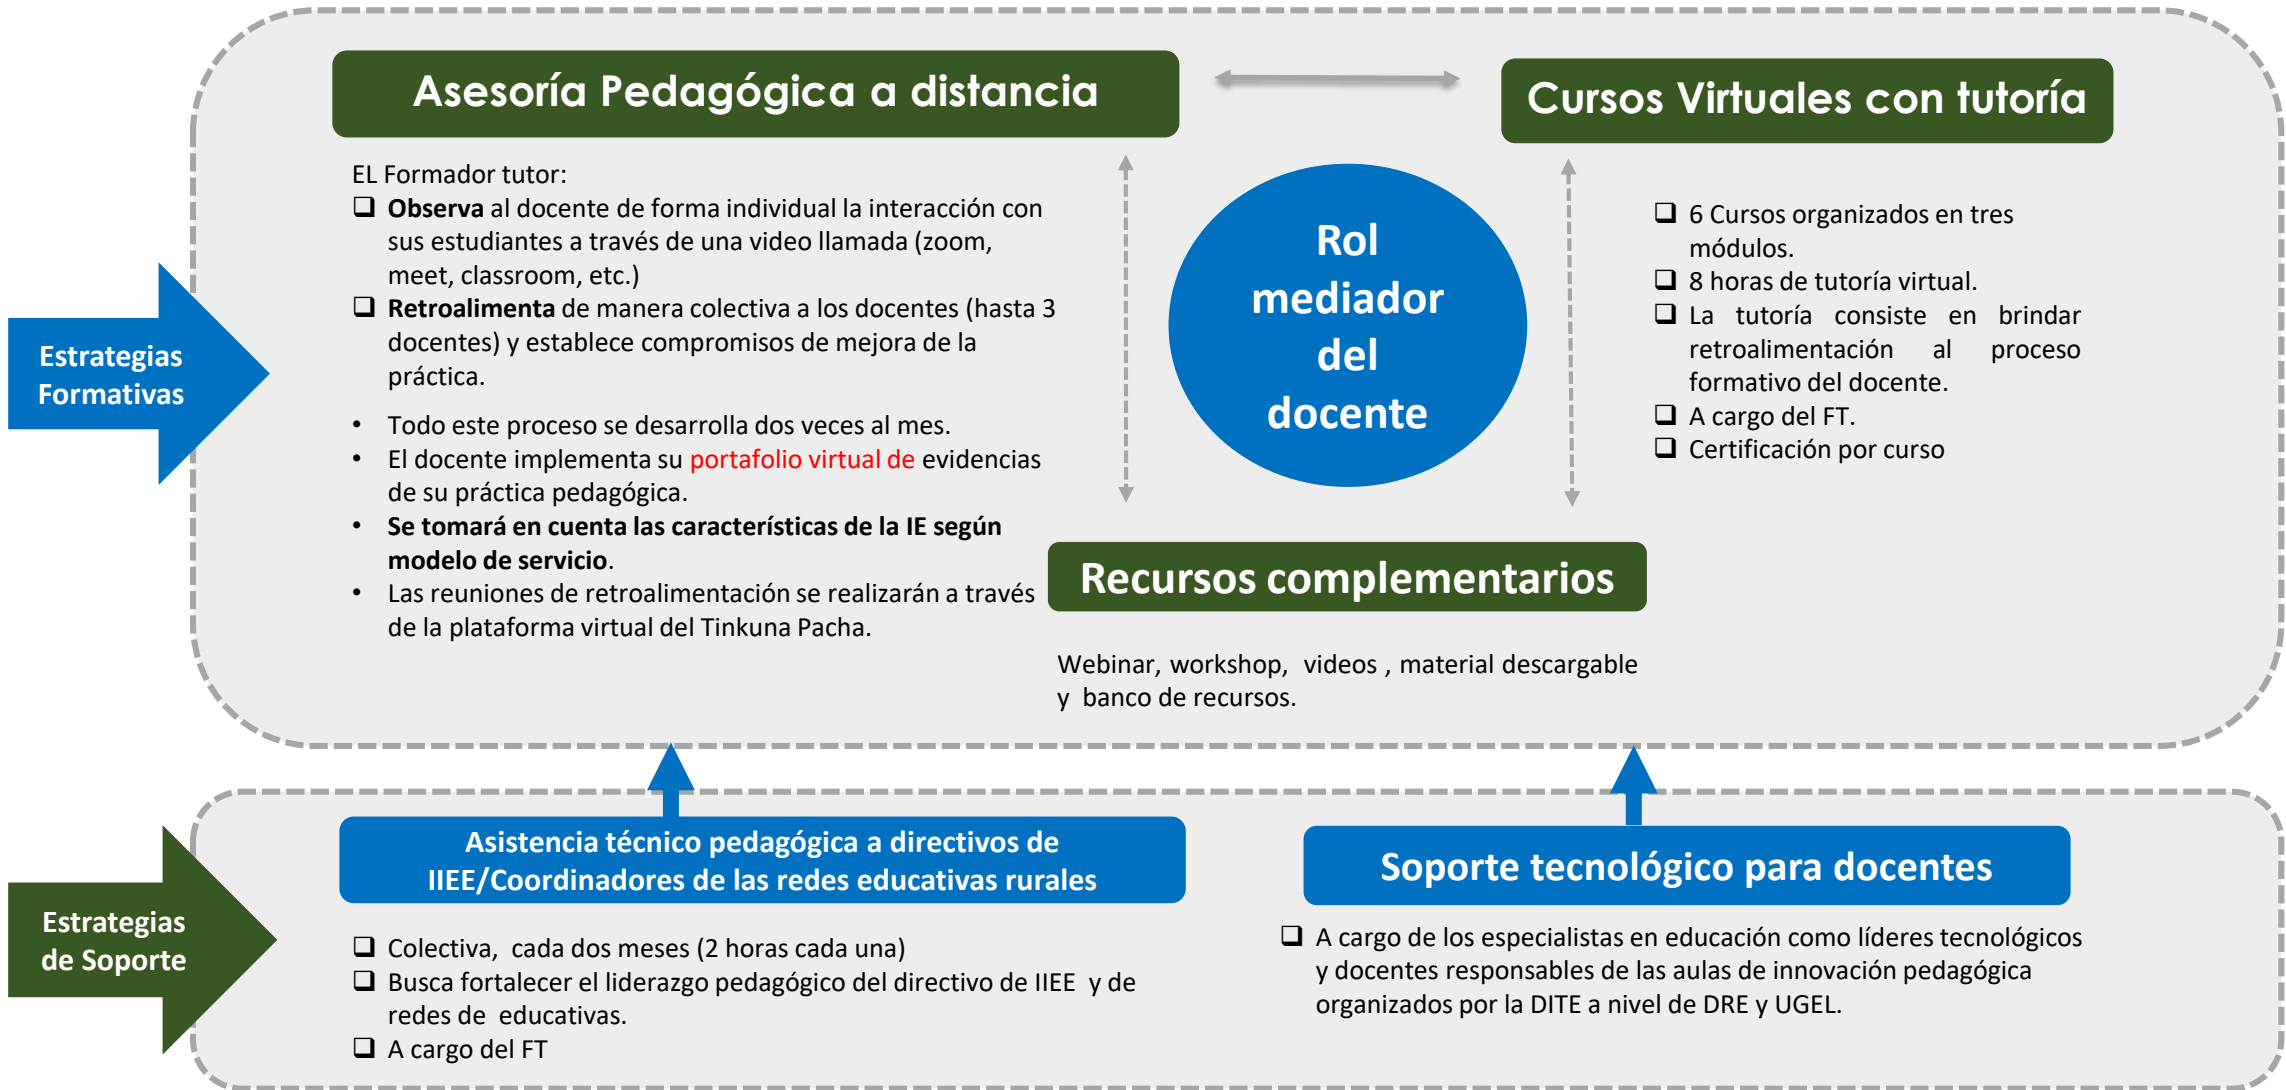 Asesoría Pedagógica a distancia
Cursos Virtuales con tutoría
EL Formador tutor:
❑ Observa al docente de forma individual la interacción con
sus estudiantes a través de una video llamada (zoom,
meet, classroom, etc.)
❑ Retroalimenta de manera colectiva a los docentes (hasta 3
docentes) y establece compromisos de mejora de la
práctica.
• Todo este proceso se desarrolla dos veces al mes.
• El docente implementa su portafolio virtual de evidencias
de su práctica pedagógica.
• Se tomará en cuenta las características de la IE según
modelo de servicio.
• Las reuniones de retroalimentación se realizarán a través
de la plataforma virtual del Tinkuna Pacha.
Rol
mediador
del
docente
❑ 6 Cursos organizados en tres
módulos.
❑ 8 horas de tutoría virtual.
❑ La tutoría consiste en brindar
retroalimentación al proceso
formativo del docente.
❑ A cargo del FT.
❑ Certificación por curso
Estrategias
Formativas
Recursos complementarios
Webinar, workshop, videos , material descargable
y banco de recursos.
Asistencia técnico pedagógica a directivos de
IIEE/Coordinadores de las redes educativas rurales
Soporte tecnológico para docentes
Estrategias
de Soporte
❑ Colectiva, cada dos meses (2 horas cada una)
❑ Busca fortalecer el liderazgo pedagógico del directivo de IIEE y de
redes de educativas.
❑ A cargo del FT
❑ A cargo de los especialistas en educación como líderes tecnológicos
y docentes responsables de las aulas de innovación pedagógica
organizados por la DITE a nivel de DRE y UGEL.